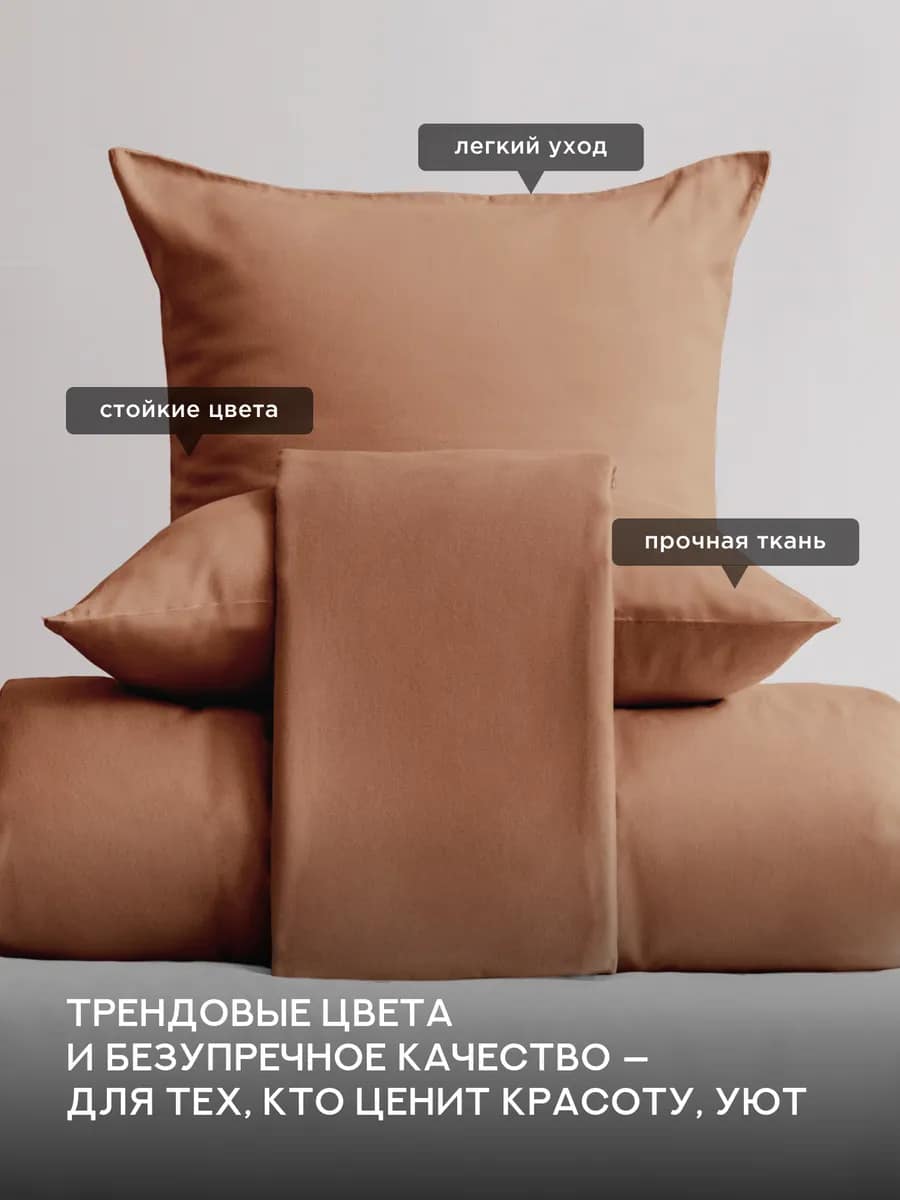 легкий уход
стойкие цвета
прочная ткань
ТРЕНДОВЫЕ ЦВЕТА
И БЕЗУПРЕЧНОЕ КАЧЕСТВО –
ДЛЯ ТЕХ, КТО ЦЕНИТ КРАСОТУ, УЮТ